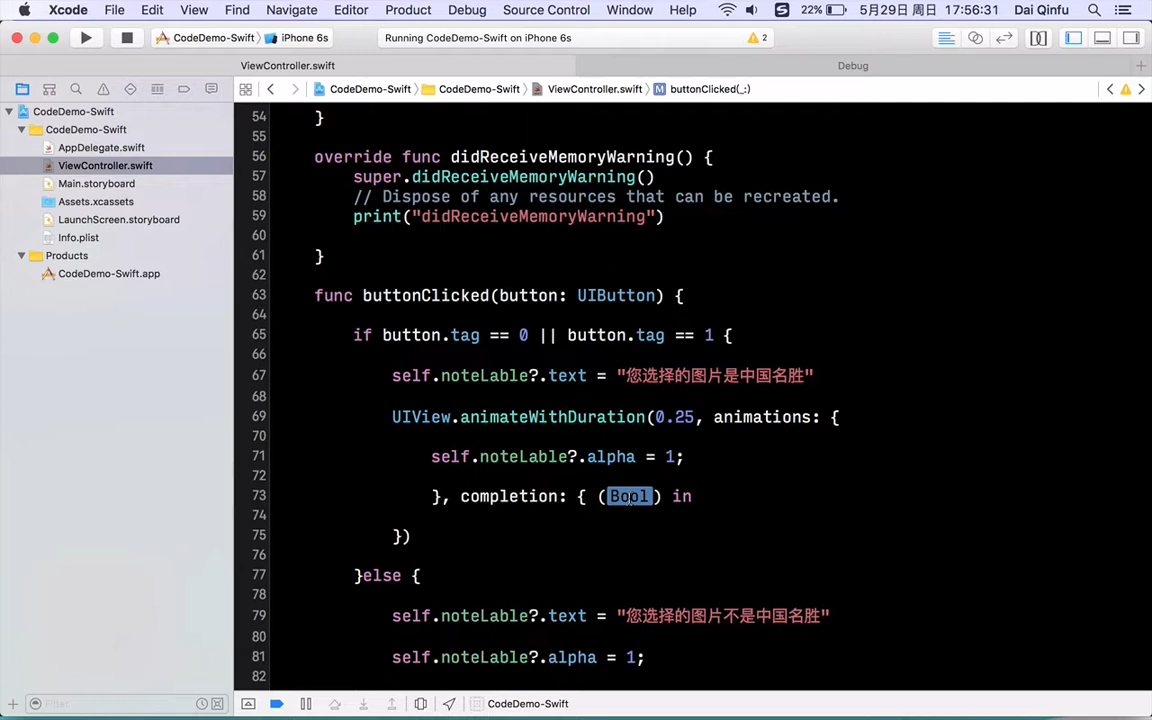 Xcode File Edit View Find Navigate Editor Product Debug Source Control Window Help 22% 5月29日 周日 17:56:31 Dai Qinfu
CodeDemo-Swift iPhone 6s Running CodeDemo-Swift on iPhone 6s 2
ViewController.swift Debug
CodeDemo-Swift CodeDemo-Swift ViewController.swift M buttonClicked(_:)
CodeDemo-Swift
CodeDemo-Swift
AppDelegate.swift
ViewController.swift
Main.storyboard
Assets.xcassets
LaunchScreen.storyboard
Info.plist
Products
CodeDemo-Swift.app
54 }
55
56 override func didReceiveMemoryWarning() {
57 super.didReceiveMemoryWarning()
58 // Dispose of any resources that can be recreated.
59 print("didReceiveMemoryWarning")
60
61 }
62
63 func buttonClicked(button: UIButton) {
64
65 if button.tag == 0 || button.tag == 1 {
66
67 self.noteLable?.text = "您选择的图片是中国名胜"
68
69 UIView.animateWithDuration(0.25, animations: {
70
71 self.noteLable?.alpha = 1;
72
73 }, completion: { (Bool) in
74
75 })
76
77 }else {
78
79 self.noteLable?.text = "您选择的图片不是中国名胜"
80
81 self.noteLable?.alpha = 1;
82
Filter
CodeDemo-Swift